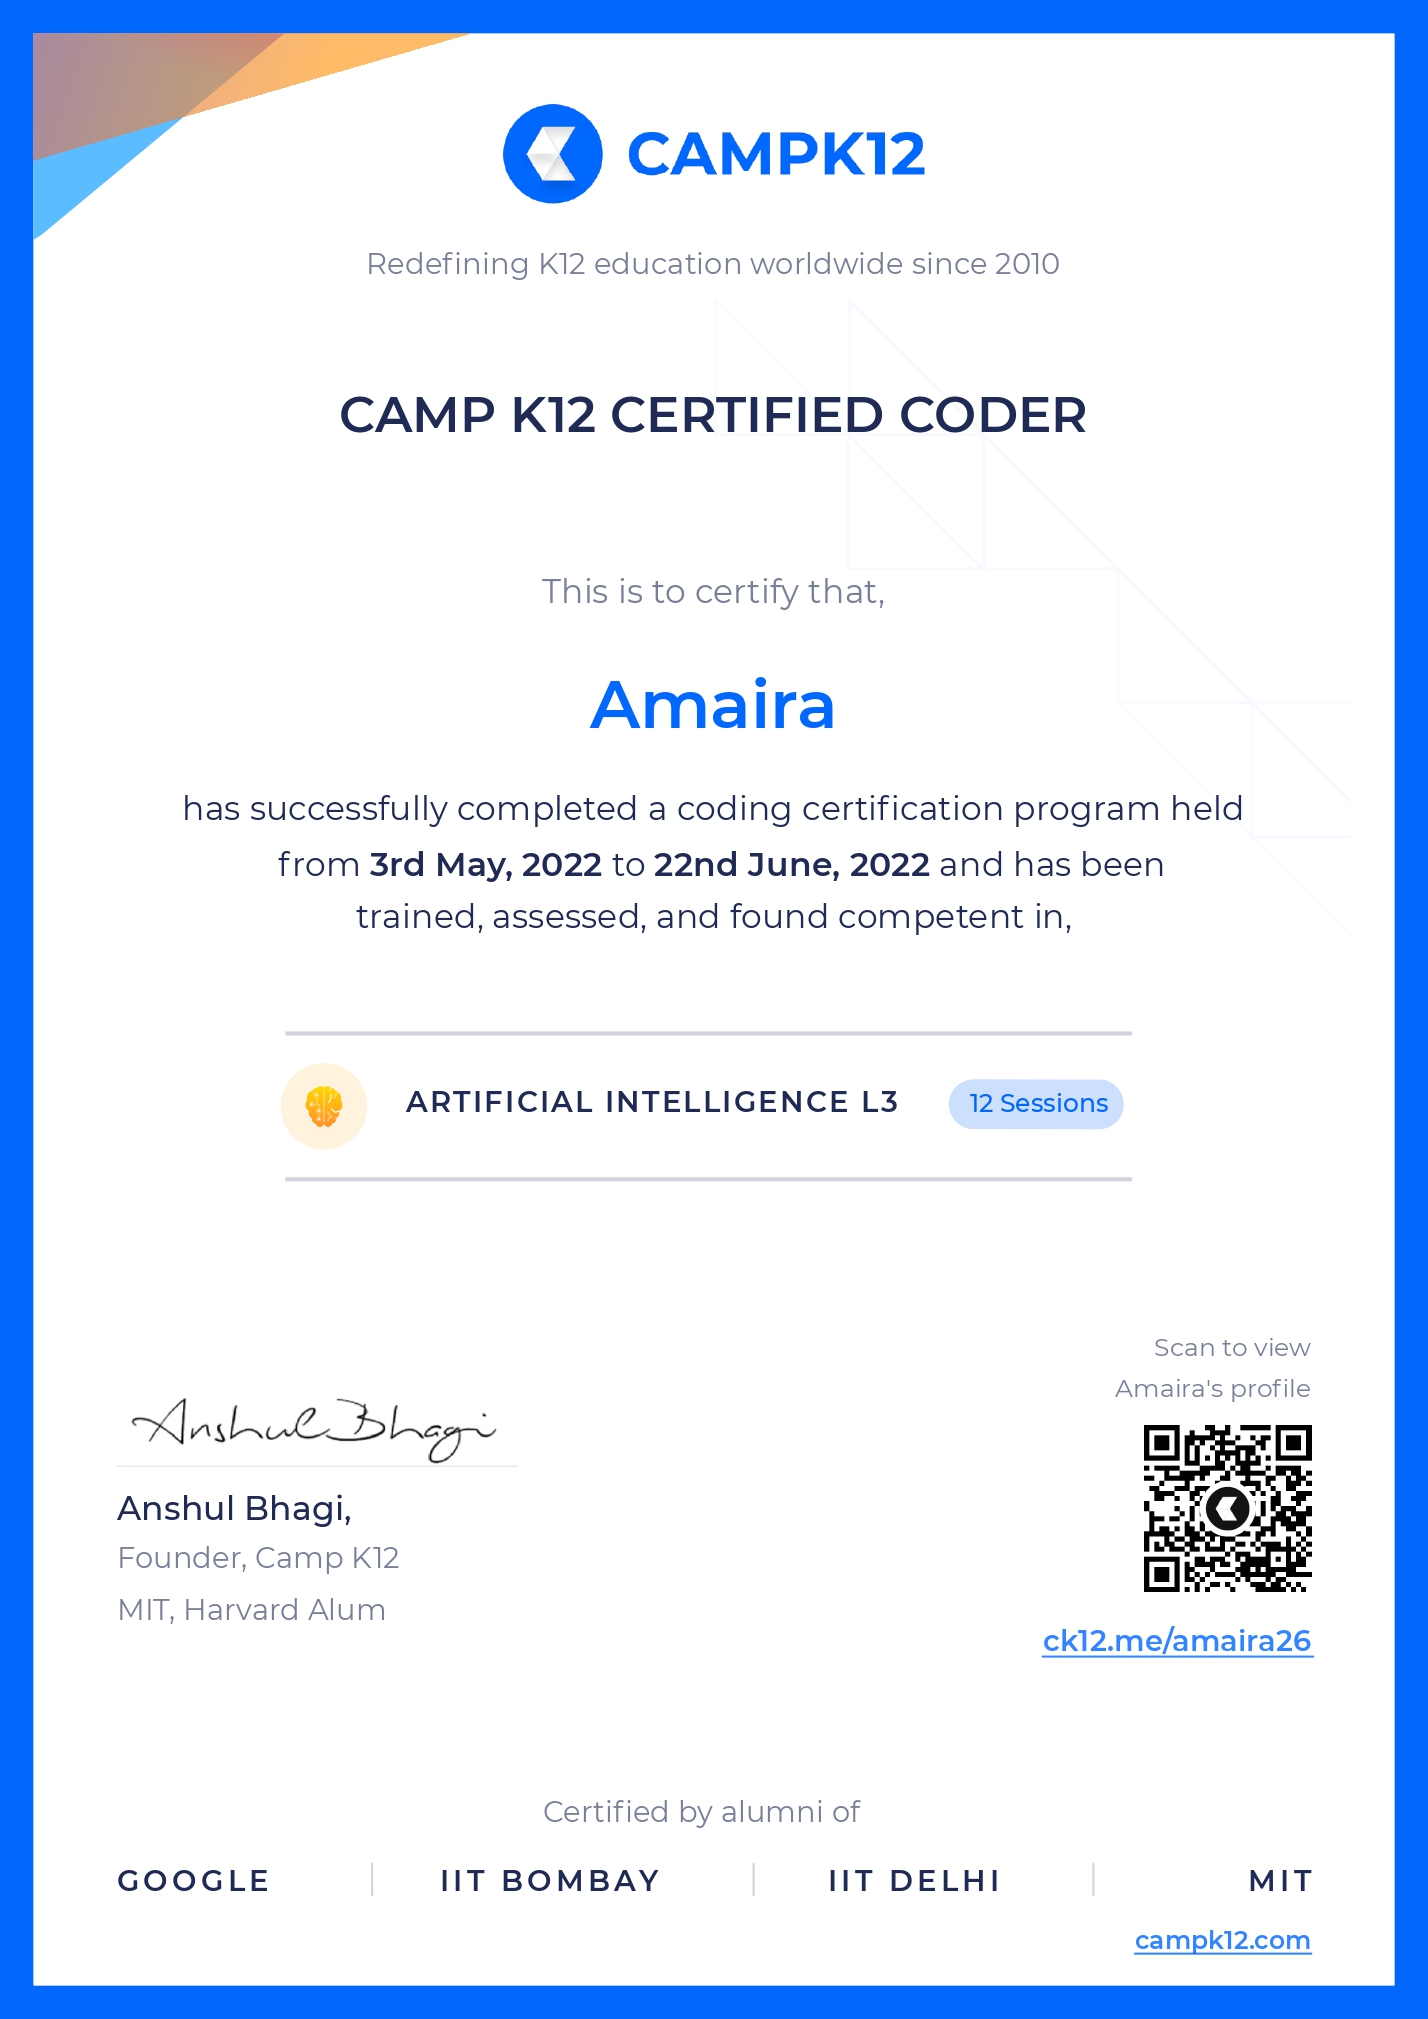 CAMPK12
Redefining K12 education worldwide since 2010
CAMP K12 CERTIFIED CODER
This is to certify that,
Amaira
has successfully completed a coding certification program held
from 3rd May, 2022 to 22nd June, 2022 and has been
trained, assessed, and found competent in,
ARTIFICIAL INTELLIGENCE L3 12 Sessions
Scan to view
Amaira's profile
Anshul Bhagi
Anshul Bhagi,
Founder, Camp K12
MIT, Harvard Alum
ck12.me/amaira26
Certified by alumni of
GOOGLE | IIT BOMBAY | IIT DELHI | MIT
campk12.com